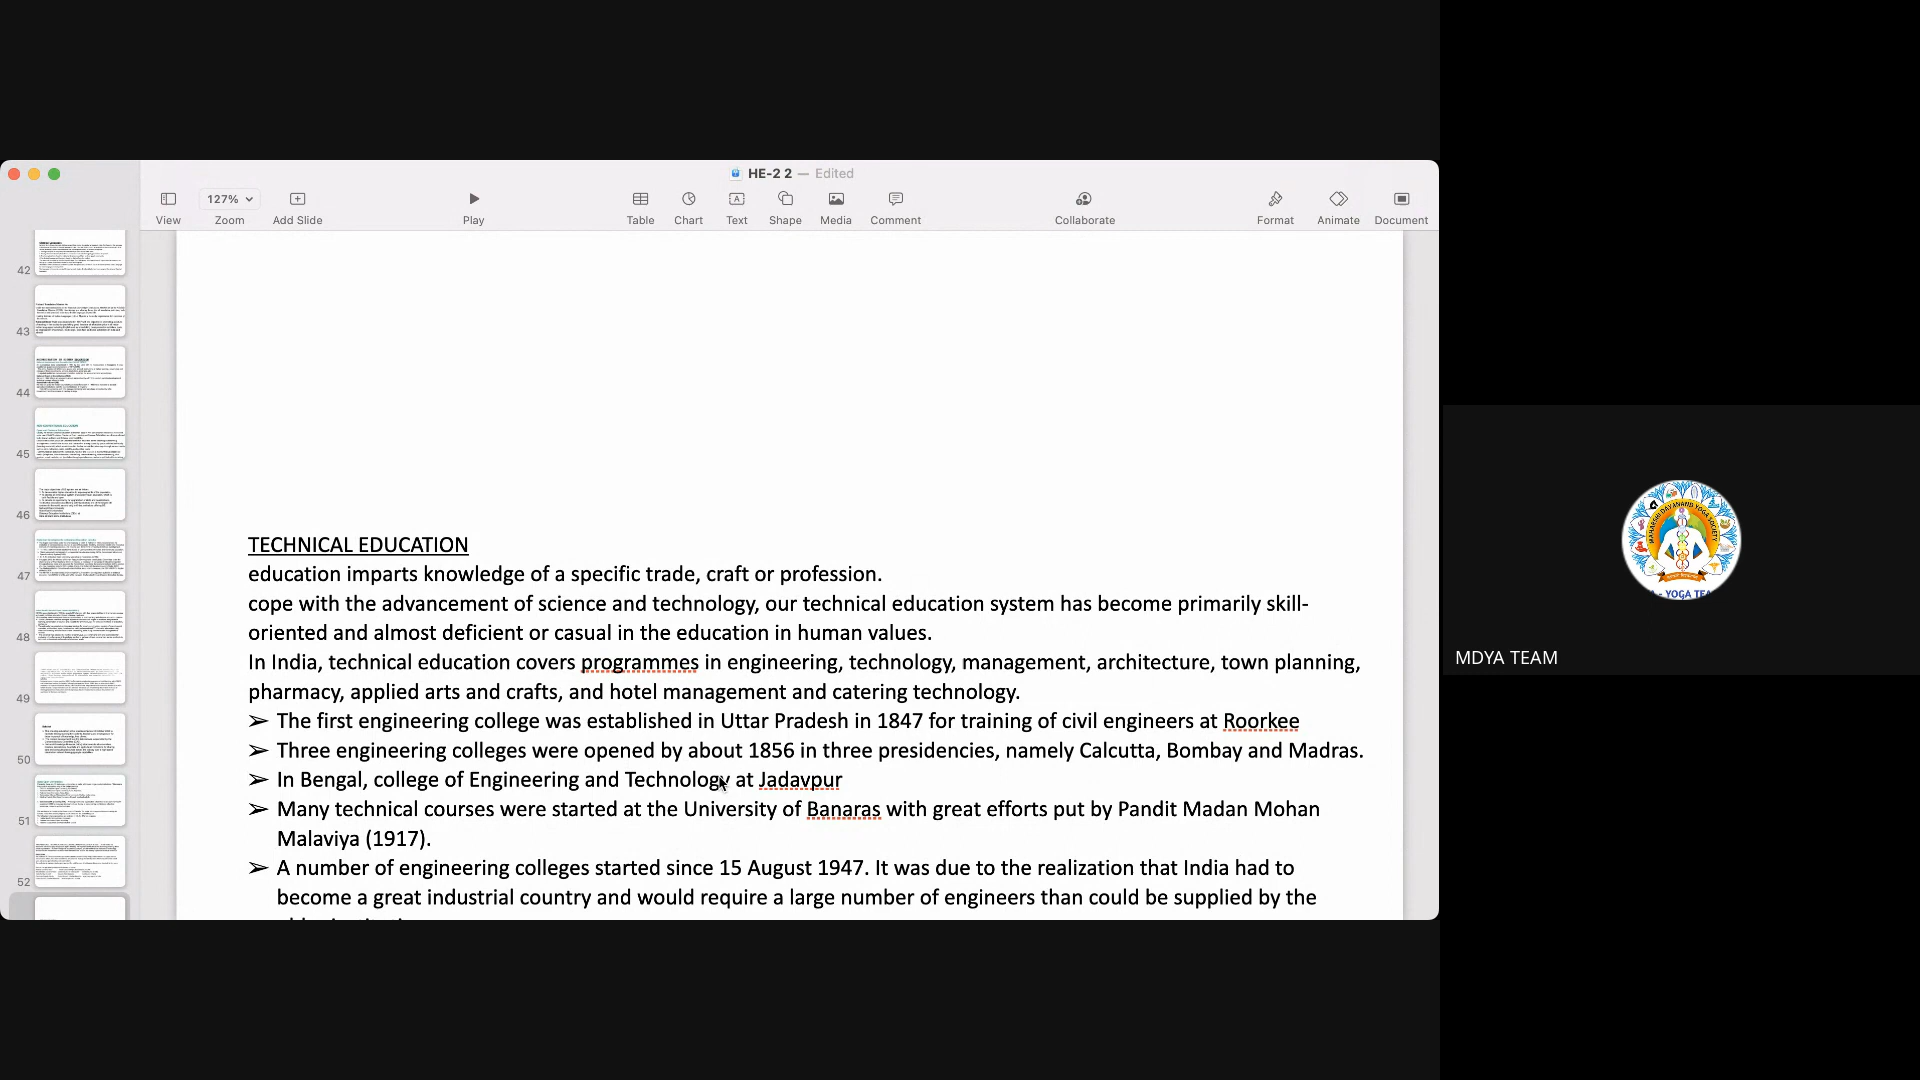 HE-2 2 — Edited
127%
View Zoom Add Slide Play Table Chart Text Shape Media Comment Collaborate Format Animate Document
42
43
44
45
46
47
48
49
50
51
52
TECHNICAL EDUCATION
education imparts knowledge of a specific trade, craft or profession.
cope with the advancement of science and technology, our technical education system has become primarily skill-
oriented and almost deficient or casual in the education in human values.
In India, technical education covers programmes in engineering, technology, management, architecture, town planning,
pharmacy, applied arts and crafts, and hotel management and catering technology.
➢ The first engineering college was established in Uttar Pradesh in 1847 for training of civil engineers at Roorkee
➢ Three engineering colleges were opened by about 1856 in three presidencies, namely Calcutta, Bombay and Madras.
➢ In Bengal, college of Engineering and Technology at Jadavpur
➢ Many technical courses were started at the University of Banaras with great efforts put by Pandit Madan Mohan
Malaviya (1917).
➢ A number of engineering colleges started since 15 August 1947. It was due to the realization that India had to
become a great industrial country and would require a large number of engineers than could be supplied by the
MAHARISHI DAYANAND YOGA SOCIETY
MDYA TEAM